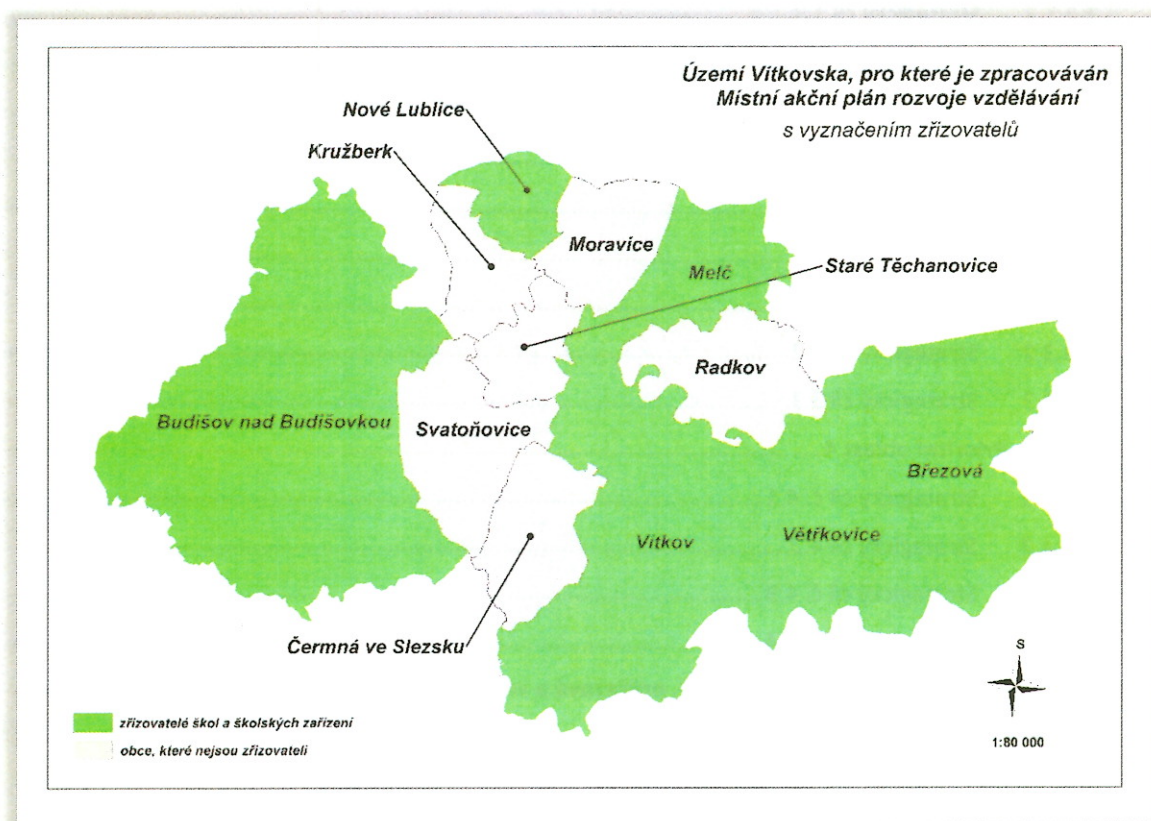 Území Vítkovska, pro které je zpracováván
Místní akční plán rozvoje vzdělávání
s vyznačením zřizovatelů
Nové Lublice
Kružberk
Moravice
Melč
Staré Těchanovice
Radkov
Budišov nad Budišovkou
Svatoňovice
Březová
Vítkov
Větřkovice
Čermná ve Slezsku
S
zřizovatelé škol a školských zařízení
obce, které nejsou zřizovateli
1:80 000